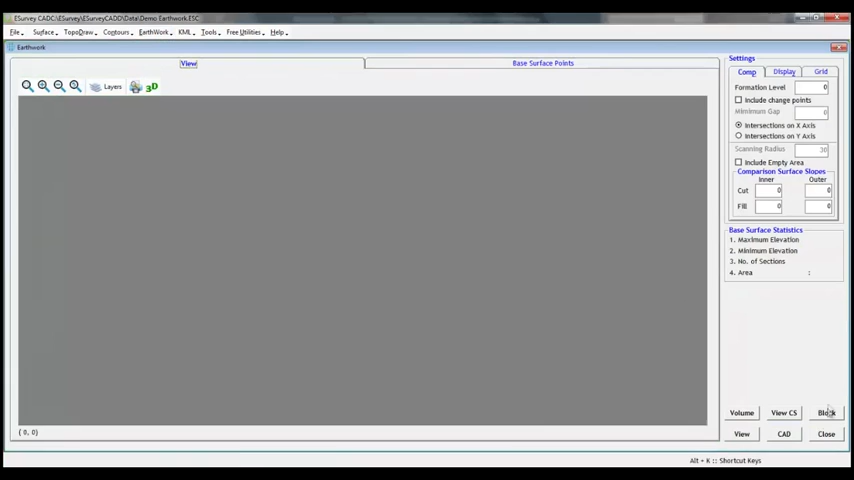 ESurvey CADC:/ESurvey/ESurveyCADD\Data\Demo Earthwork.ESC
File Surface TopoDraw Contours EarthWork KML Tools Free Utilities Help
Earthwork
View Base Surface Points
Layers 3D
Settings
Comp Display Grid
Formation Level 0
Include change points
Mimimum Gap 0
Intersections on X Axis
Intersections on Y Axis
Scanning Radius 30
Include Empty Area
Comparison Surface Slopes
Inner Outer
Cut 0 0
Fill 0 0
Base Surface Statistics
1. Maximum Elevation
2. Minimum Elevation
3. No. of Sections
4. Area :
Volume View CS Block
View CAD Close
( 0, 0)
Alt + K :: Shortcut Keys